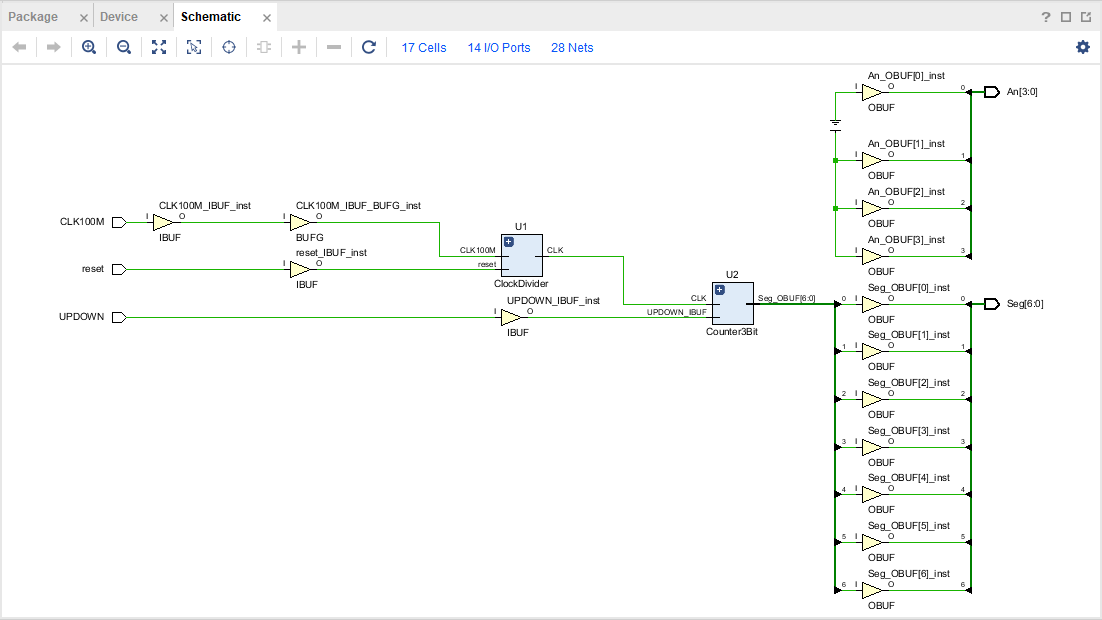 Package × Device × Schematic ×
?
17 Cells 14 I/O Ports 28 Nets
An_OBUF[0]_inst
I O 0
An[3:0]
OBUF
An_OBUF[1]_inst
I O 1
OBUF
An_OBUF[2]_inst
I O 2
OBUF
An_OBUF[3]_inst
I O 3
OBUF
CLK100M
CLK100M_IBUF_inst
I O
IBUF
CLK100M_IBUF_BUFG_inst
I O
BUFG
reset
reset_IBUF_inst
I O
IBUF
U1
CLK100M
reset
CLK
ClockDivider
UPDOWN
UPDOWN_IBUF_inst
I O
IBUF
U2
CLK
UPDOWN_IBUF
Seg_OBUF[6:0]
Counter3Bit
Seg_OBUF[0]_inst
0 I O 0
Seg[6:0]
OBUF
Seg_OBUF[1]_inst
1 I O 1
OBUF
Seg_OBUF[2]_inst
2 I O 2
OBUF
Seg_OBUF[3]_inst
3 I O 3
OBUF
Seg_OBUF[4]_inst
4 I O 4
OBUF
Seg_OBUF[5]_inst
5 I O 5
OBUF
Seg_OBUF[6]_inst
6 I O 6
OBUF